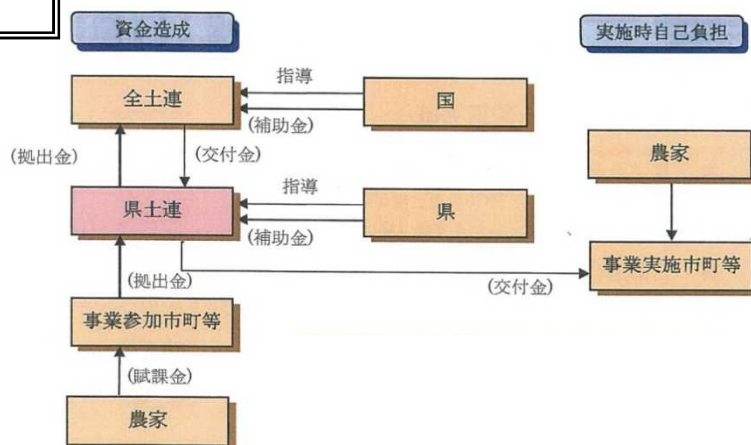 資金造成
実施時自己負担
全土連
指導
(補助金)
国
(拠出金)
(交付金)
農家
県土連
指導
(補助金)
県
(拠出金)
(交付金)
事業実施市町等
事業参加市町等
(賦課金)
農家